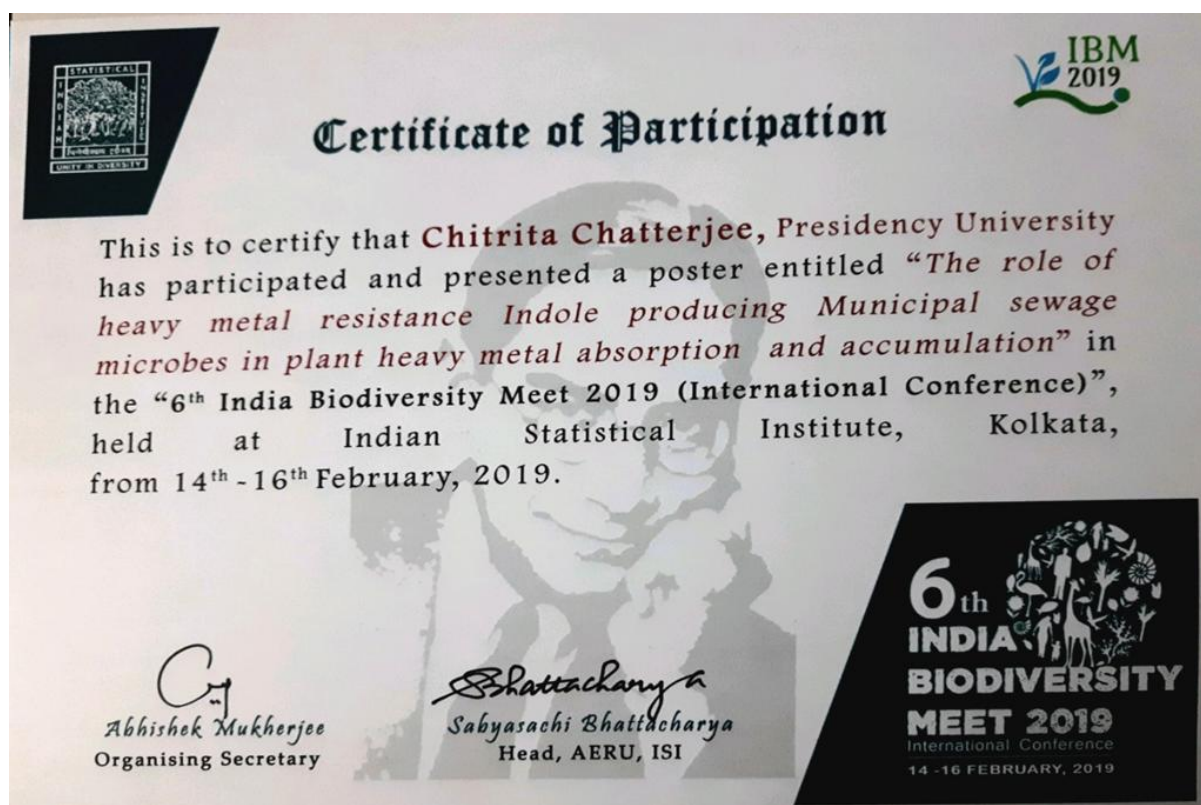 STATISTICAL
INDIAN
INSTITUTE
UNITY IN DIVERSITY
IBM
2019
Certificate of Participation
This is to certify that Chitrita Chatterjee, Presidency University
has participated and presented a poster entitled “The role of
heavy metal resistance Indole producing Municipal sewage
microbes in plant heavy metal absorption and accumulation” in
the “6th India Biodiversity Meet 2019 (International Conference)”,
held at Indian Statistical Institute, Kolkata,
from 14th -16th February, 2019.
SBhattacharya
Abhishek Mukherjee
Organising Secretary
Sabyasachi Bhattacharya
Head, AERU, ISI
6th
INDIA
BIODIVERSITY
MEET 2019
International Conference
14 -16 FEBRUARY, 2019